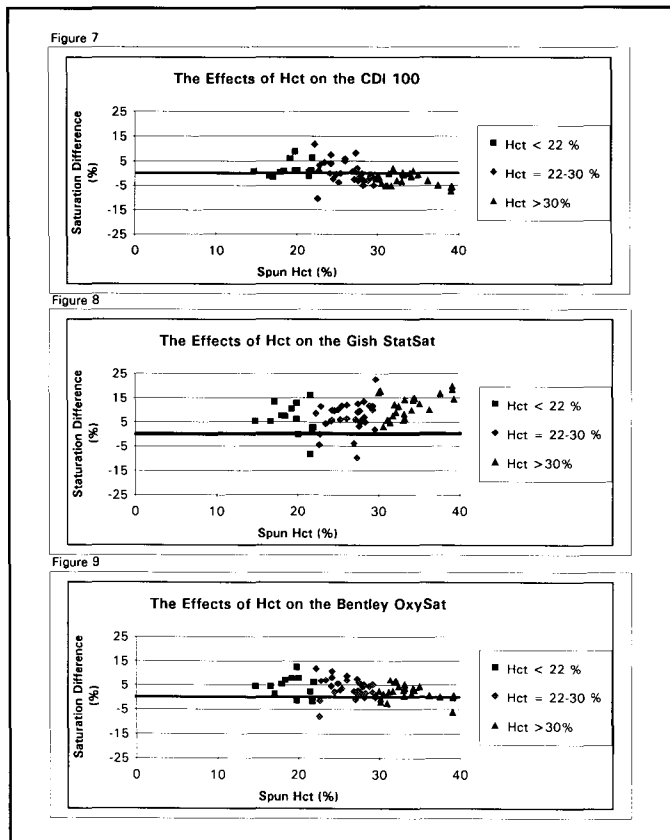 Figure 7
The Effects of Hct on the CDI 100
Saturation Difference
(%)
25
15
5
-5
-15
-25
0
10
20
30
40
Spun Hct (%)
Hct < 22 %
Hct = 22-30 %
Hct >30%
Figure 8
The Effects of Hct on the Gish StatSat
Staturation Difference
(%)
25
15
5
-5
-15
-25
0
10
20
30
40
Spun Hct (%)
Hct < 22 %
Hct = 22-30 %
Hct >30%
Figure 9
The Effects of Hct on the Bentley OxySat
Saturation Difference
(%)
25
15
5
-5
-15
-25
0
10
20
30
40
Spun Hct (%)
Hct < 22 %
Hct = 22-30 %
Hct >30%